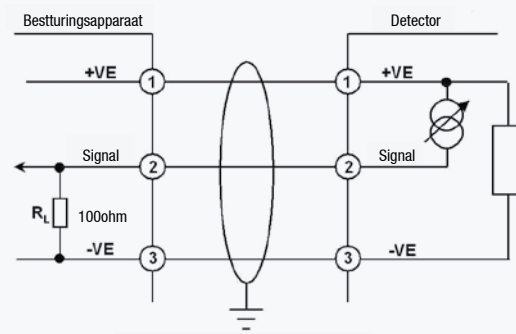 Bestturingsapparaat
Detector
+VE
1
1
+VE
Signal
2
2
Signal
RL
100ohm
-VE
3
3
-VE